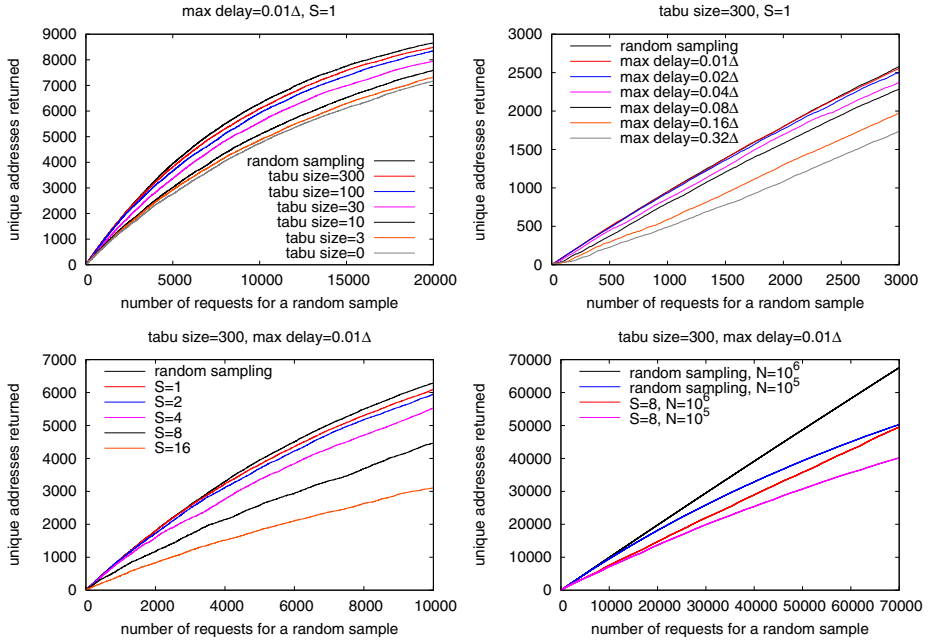 max delay=0.01Δ, S=1
unique addresses returned
9000
8000
7000
6000
5000
4000
3000
2000
1000
0
random sampling
tabu size=300
tabu size=100
tabu size=30
tabu size=10
tabu size=3
tabu size=0
0 5000 10000 15000 20000
number of requests for a random sample
tabu size=300, S=1
unique addresses returned
3000
2500
2000
1500
1000
500
0
random sampling
max delay=0.01Δ
max delay=0.02Δ
max delay=0.04Δ
max delay=0.08Δ
max delay=0.16Δ
max delay=0.32Δ
0 500 1000 1500 2000 2500 3000
number of requests for a random sample
tabu size=300, max delay=0.01Δ
unique addresses returned
7000
6000
5000
4000
3000
2000
1000
0
random sampling
S=1
S=2
S=4
S=8
S=16
0 2000 4000 6000 8000 10000
number of requests for a random sample
tabu size=300, max delay=0.01Δ
unique addresses returned
70000
60000
50000
40000
30000
20000
10000
0
random sampling, N=10⁶
random sampling, N=10⁵
S=8, N=10⁶
S=8, N=10⁵
0 10000 20000 30000 40000 50000 60000 70000
number of requests for a random sample